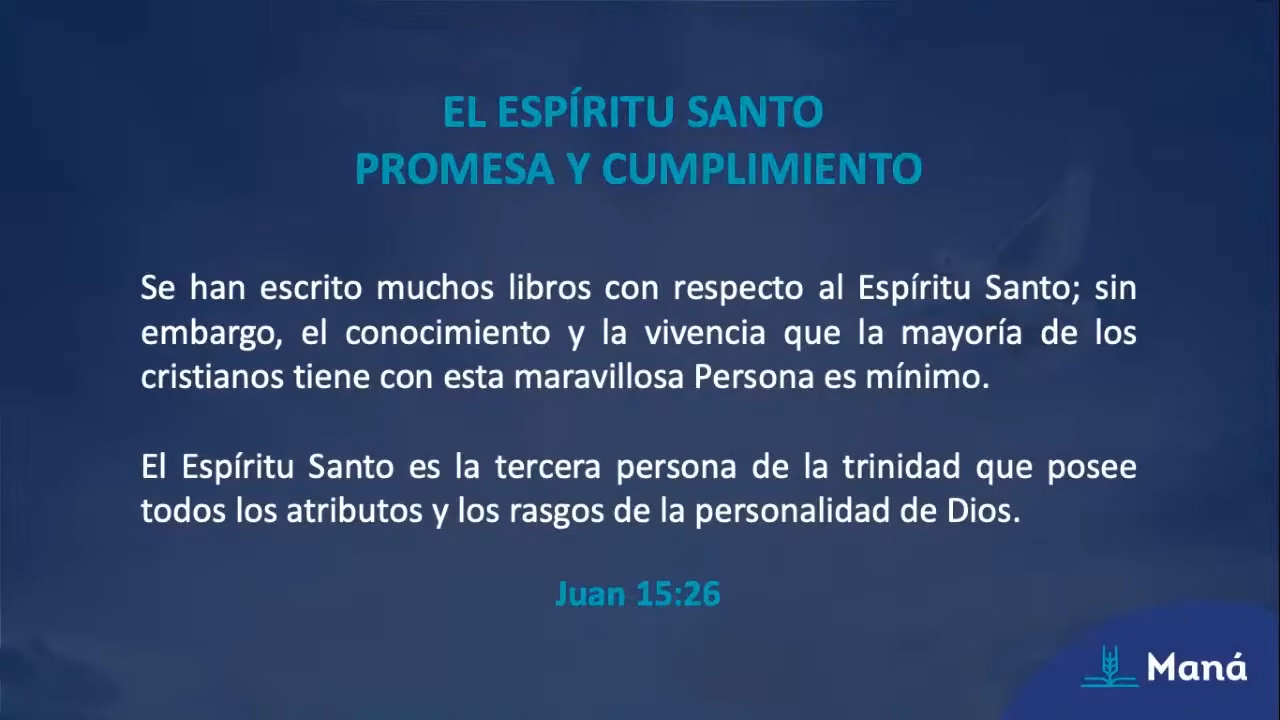 EL ESPÍRITU SANTO
PROMESA Y CUMPLIMIENTO
Se han escrito muchos libros con respecto al Espíritu Santo; sin
embargo, el conocimiento y la vivencia que la mayoría de los
cristianos tiene con esta maravillosa Persona es mínimo.
El Espíritu Santo es la tercera persona de la trinidad que posee
todos los atributos y los rasgos de la personalidad de Dios.
Juan 15:26
Maná